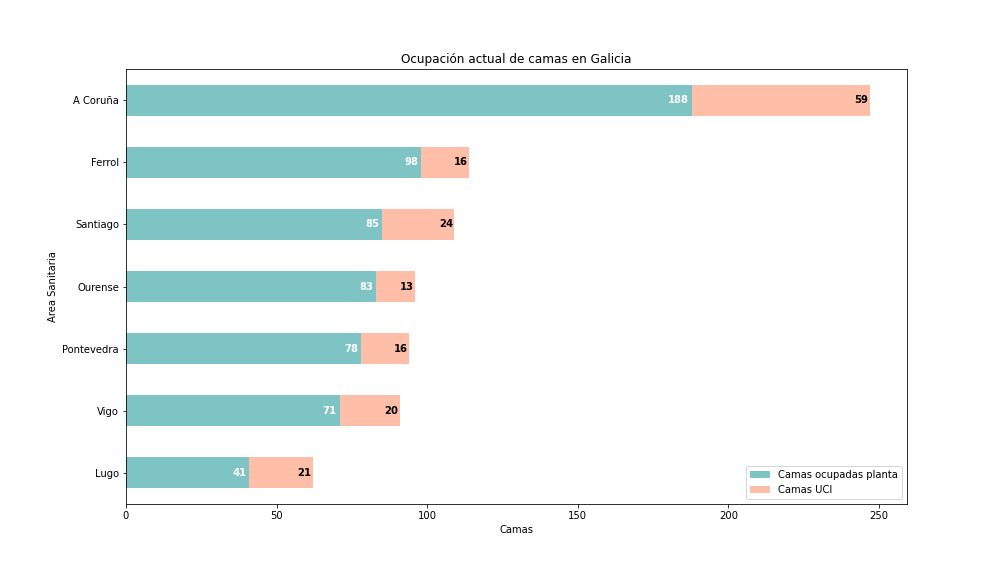 Ocupación actual de camas en Galicia
Area Sanitaria
A Coruña 188 59
Ferrol 98 16
Santiago 85 24
Ourense 83 13
Pontevedra 78 16
Vigo 71 20
Lugo 41 21
Camas ocupadas planta
Camas UCI
0 50 100 150 200 250
Camas